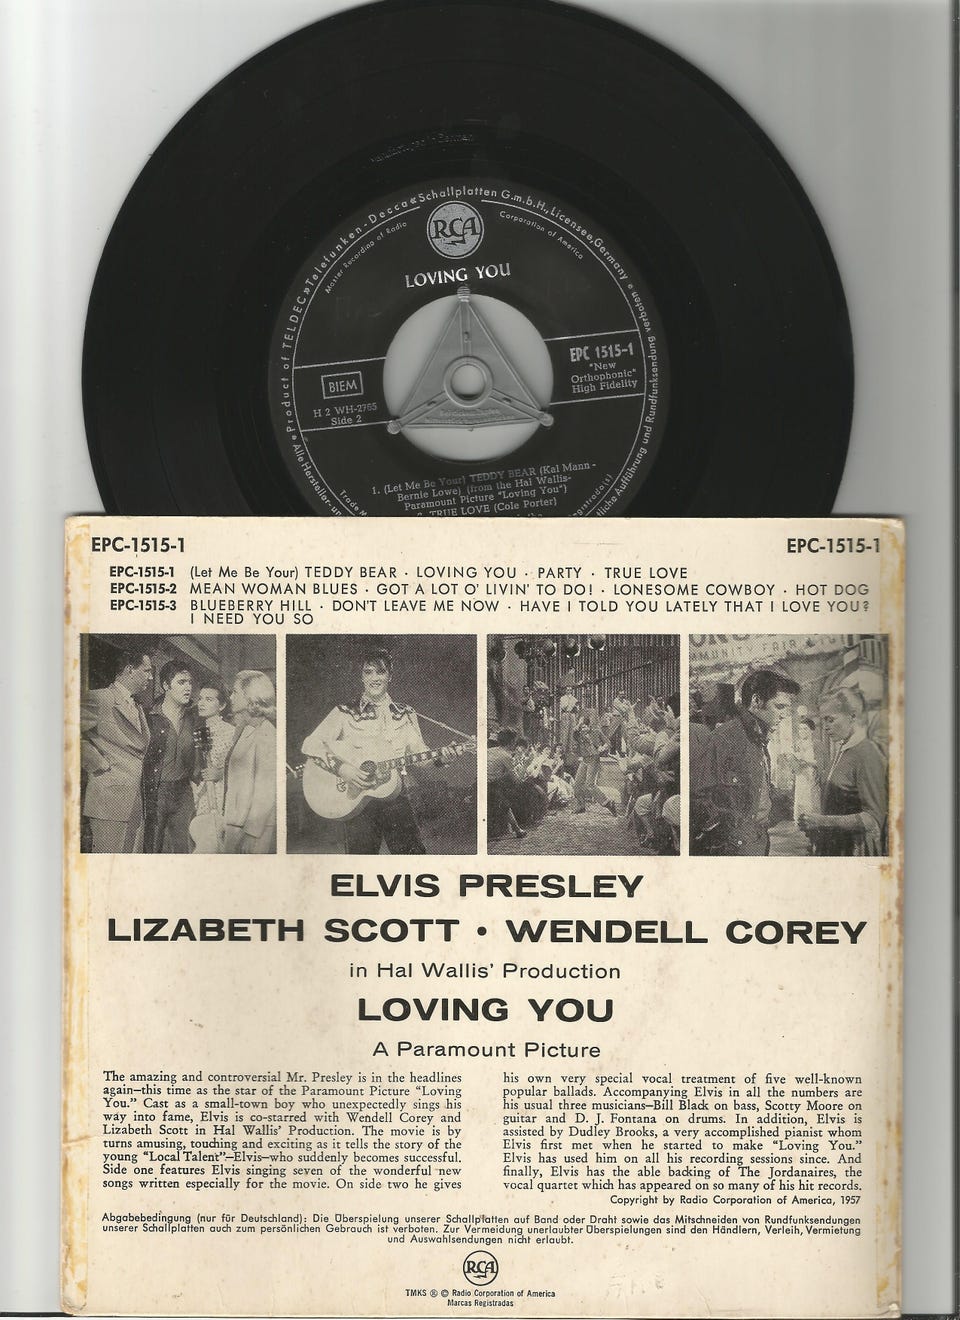 Manufactured in Germany
Product of TELDEC »Telefunken-Decca« Schallplatten G.m.b.H., Licensee, Germany
Master Recording of Radio Corporation of America
RCA
LOVING YOU
BIEM
H 2 WH-2765
Side 2
EPC 1515-1
"New
Orthophonic"
High Fidelity
1. (Let Me Be Your) TEDDY BEAR (Kal Mann -
Bernie Lowe) (from the Hal Wallis-
Paramount Picture "Loving You")
2. TRUE LOVE (Cole Porter)
Alle Hersteller- un
Trade M
gistrado(s)
tliche Aufführung und Rundfunksendung verboten
EPC-1515-1 EPC-1515-1
EPC-1515-1 (Let Me Be Your) TEDDY BEAR · LOVING YOU · PARTY · TRUE LOVE
EPC-1515-2 MEAN WOMAN BLUES · GOT A LOT O' LIVIN' TO DO! · LONESOME COWBOY · HOT DOG
EPC-1515-3 BLUEBERRY HILL · DON'T LEAVE ME NOW · HAVE I TOLD YOU LATELY THAT I LOVE YOU?
I NEED YOU SO
MMUNITY FAIR
ELVIS PRESLEY
LIZABETH SCOTT • WENDELL COREY
in Hal Wallis' Production
LOVING YOU
A Paramount Picture
The amazing and controversial Mr. Presley is in the headlines
again—this time as the star of the Paramount Picture “Loving
You.” Cast as a small-town boy who unexpectedly sings his
way into fame, Elvis is co-starred with Wendell Corey and
Lizabeth Scott in Hal Wallis’ Production. The movie is by
turns amusing, touching and exciting as it tells the story of the
young “Local Talent”—Elvis—who suddenly becomes successful.
Side one features Elvis singing seven of the wonderful new
songs written especially for the movie. On side two he gives
his own very special vocal treatment of five well-known
popular ballads. Accompanying Elvis in all the numbers are
his usual three musicians—Bill Black on bass, Scotty Moore on
guitar and D. J. Fontana on drums. In addition, Elvis is
assisted by Dudley Brooks, a very accomplished pianist whom
Elvis first met when he started to make “Loving You.”
Elvis has used him on all his recording sessions since. And
finally, Elvis has the able backing of The Jordanaires, the
vocal quartet which has appeared on so many of his hit records.
Copyright by Radio Corporation of America, 1957
Abgabebedingung (nur für Deutschland): Die Überspielung unserer Schallplatten auf Band oder Draht sowie das Mitschneiden von Rundfunksendungen
unserer Schallplatten auch zum persönlichen Gebrauch ist verboten. Zur Vermeidung unerlaubter Überspielungen sind den Händlern, Verleih, Vermietung
und Auswahlsendungen nicht erlaubt.
RCA
TMKS ® © Radio Corporation of America
Marcas Registradas